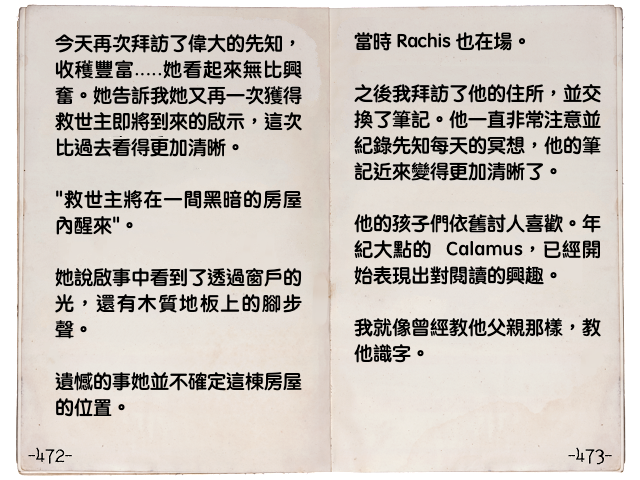 今天再次拜訪了偉大的先知，
收穫豐富.....她看起來無比興
奮。她告訴我她又再一次獲得
救世主即將到來的啟示，這次
比過去看得更加清晰。
"救世主將在一間黑暗的房屋
內醒來"。
她說啟事中看到了透過窗戶的
光，還有木質地板上的腳步
聲。
遺憾的事她並不確定這棟房屋
的位置。
-472-
當時 Rachis 也在場。
之後我拜訪了他的住所，並交
換了筆記。他一直非常注意並
紀錄先知每天的冥想，他的筆
記近來變得更加清晰了。
他的孩子們依舊討人喜歡。年
紀大點的 Calamus，已經開
始表現出對閱讀的興趣。
我就像曾經教他父親那樣，教
他識字。
-473-